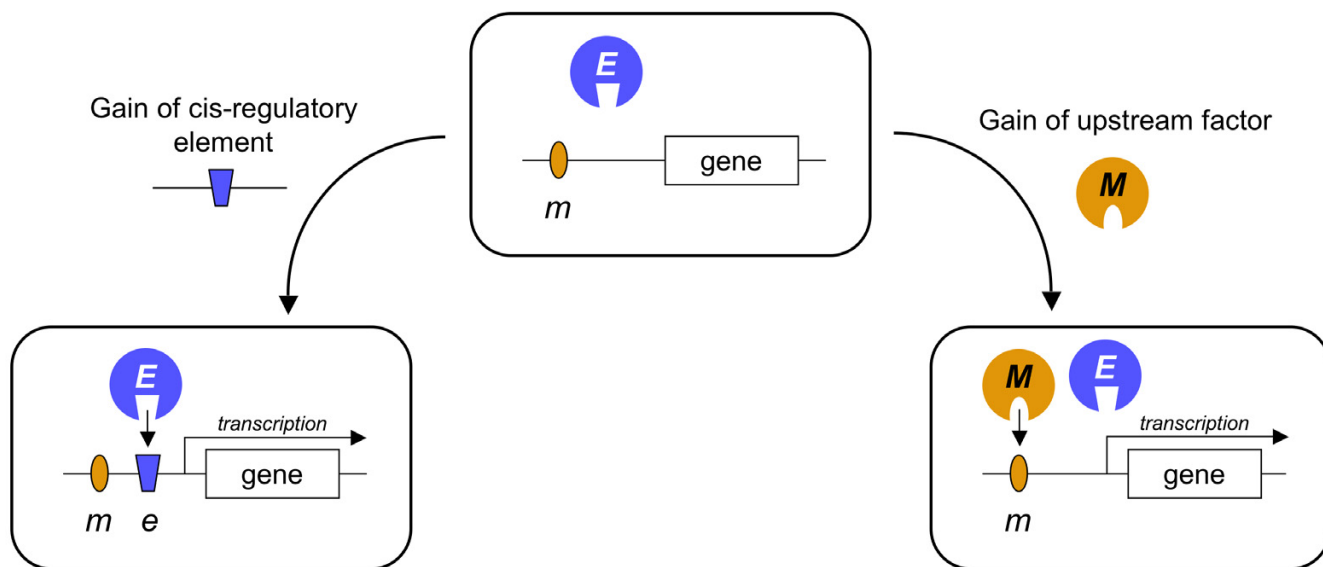 E
gene
m
Gain of cis-regulatory
element
Gain of upstream factor
M
E
transcription
gene
m e
M E
transcription
gene
m